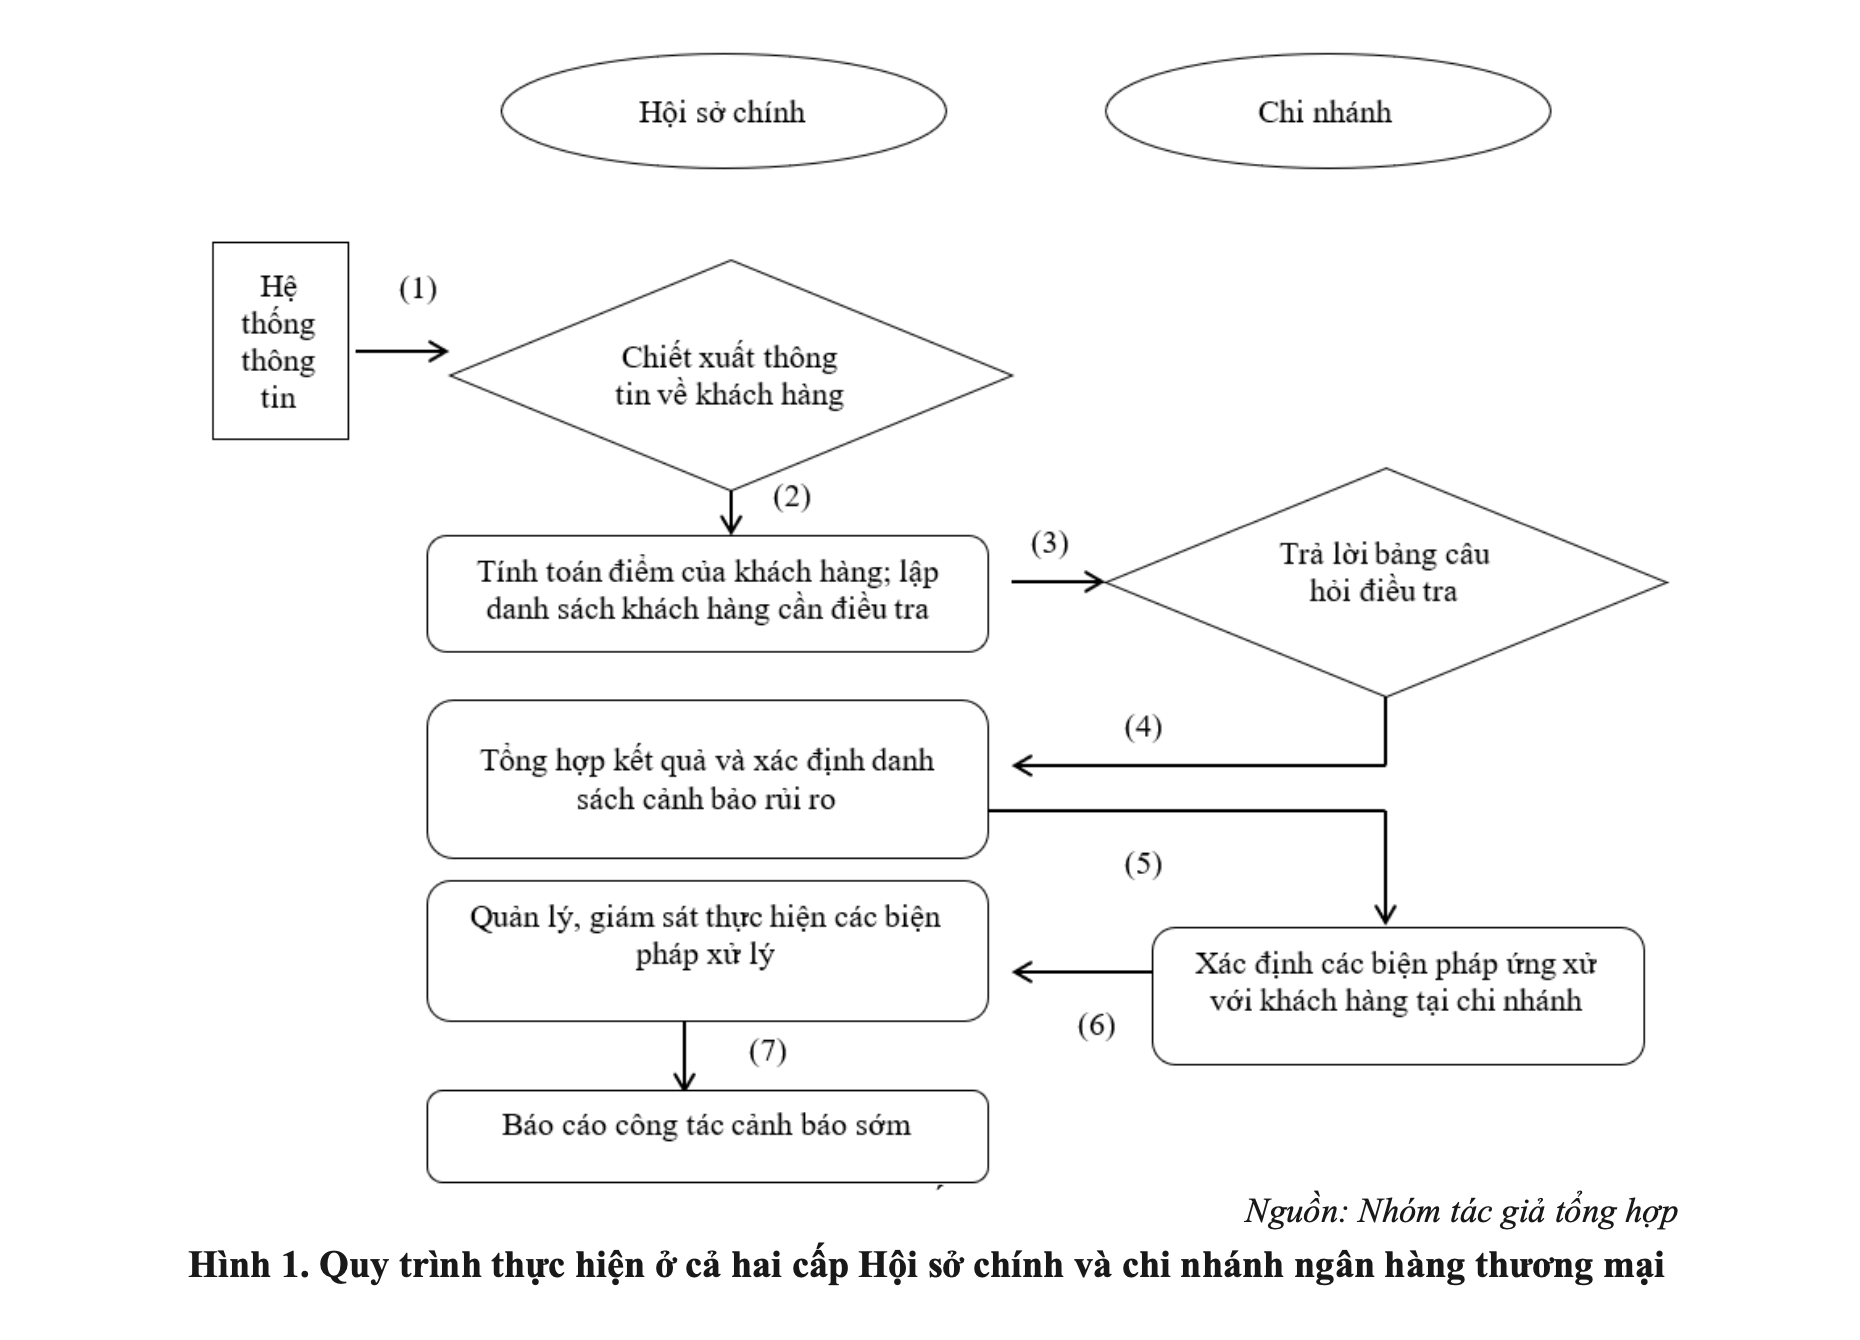 Hội sở chính
Chi nhánh
Hệ
thống
thông
tin
(1)
Chiết xuất thông
tin về khách hàng
(2)
Tính toán điểm của khách hàng; lập
danh sách khách hàng cần điều tra
(3)
Trả lời bảng câu
hỏi điều tra
(4)
Tổng hợp kết quả và xác định danh
sách cảnh bảo rủi ro
(5)
Quản lý, giám sát thực hiện các biện
pháp xử lý
Xác định các biện pháp ứng xử
với khách hàng tại chi nhánh
(6)
(7)
Báo cáo công tác cảnh báo sớm
Nguồn: Nhóm tác giả tổng hợp
Hình 1. Quy trình thực hiện ở cả hai cấp Hội sở chính và chi nhánh ngân hàng thương mại